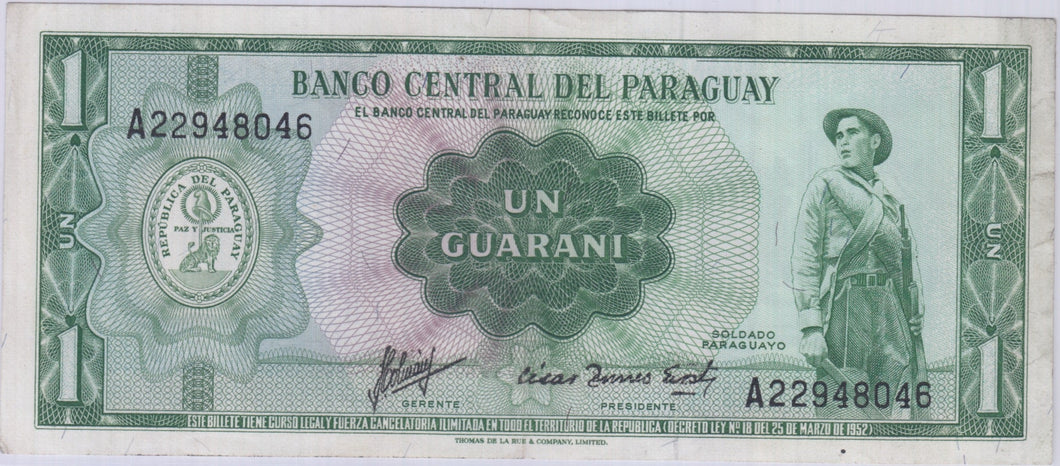 1
1
BANCO CENTRAL DEL PARAGUAY
EL BANCO CENTRAL DEL PARAGUAY RECONOCE ESTE BILLETE POR
A22948046
REPÚBLICA DEL PARAGUAY
PAZ Y JUSTICIA
UN
UN
GUARANI
UN
SOLDADO
PARAGUAYO
1
1
GERENTE
PRESIDENTE
A22948046
ESTE BILLETE TIENE CURSO LEGAL Y FUERZA CANCELATORIA ILIMITADA EN TODO EL TERRITORIO DE LA REPUBLICA (DECRETO LEY Nº 18 DEL 25 DE MARZO DE 1952)
THOMAS DE LA RUE & COMPANY, LIMITED.